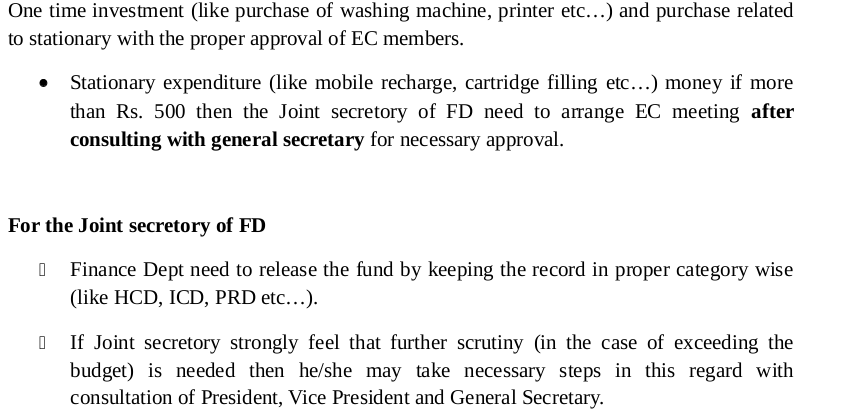 One time investment (like purchase of washing machine, printer etc…) and purchase related
to stationary with the proper approval of EC members.
● Stationary expenditure (like mobile recharge, cartridge filling etc…) money if more
than Rs. 500 then the Joint secretary of FD need to arrange EC meeting after
consulting with general secretary for necessary approval.
For the Joint secretary of FD
▯ Finance Dept need to release the fund by keeping the record in proper category wise
(like HCD, ICD, PRD etc…).
▯ If Joint secretary strongly feel that further scrutiny (in the case of exceeding the
budget) is needed then he/she may take necessary steps in this regard with
consultation of President, Vice President and General Secretary.